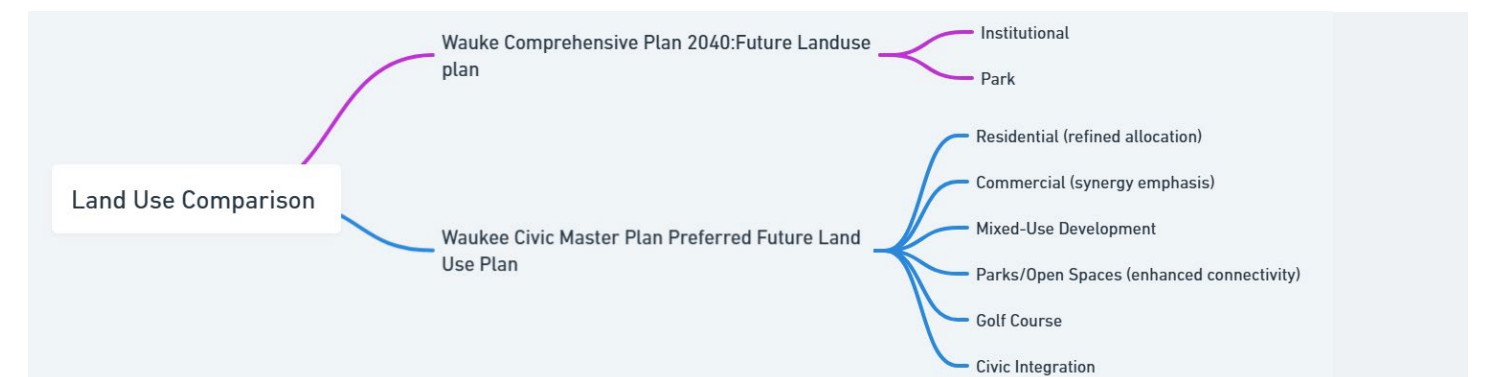 Land Use Comparison
Wauke Comprehensive Plan 2040:Future Landuse
plan
Institutional
Park
Waukee Civic Master Plan Preferred Future Land
Use Plan
Residential (refined allocation)
Commercial (synergy emphasis)
Mixed-Use Development
Parks/Open Spaces (enhanced connectivity)
Golf Course
Civic Integration